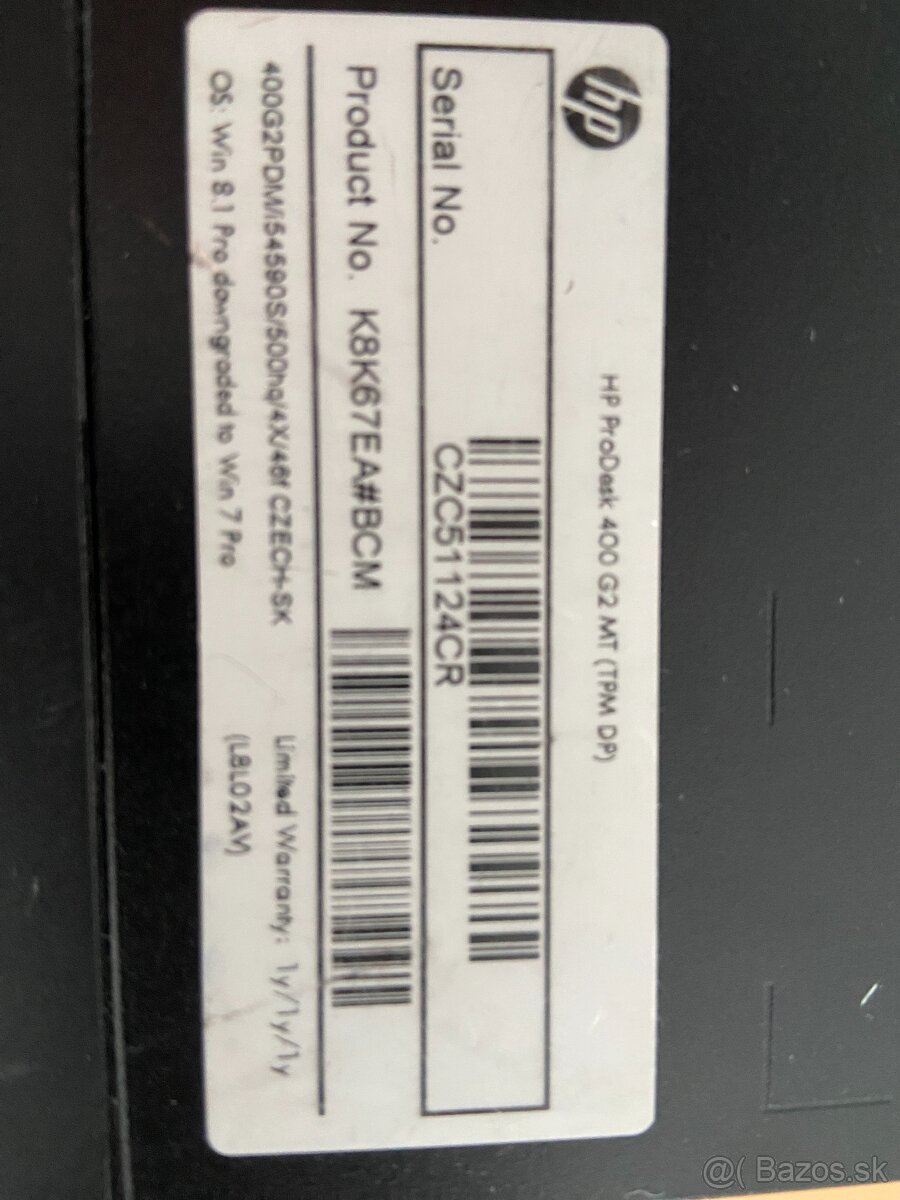 hp
HP ProDesk 400 G2 MT (TPM DP)
Serial No.
CZC51124CR
Product No. K8K67EA#BCM
400G2PDM/i54590S/500hq/4X/46f CZECH-SK
Limited Warranty: 1y/1y/1y
OS: Win 8.1 Pro downgraded to Win 7 Pro
(L8L02AV)
@( Bazos.sk